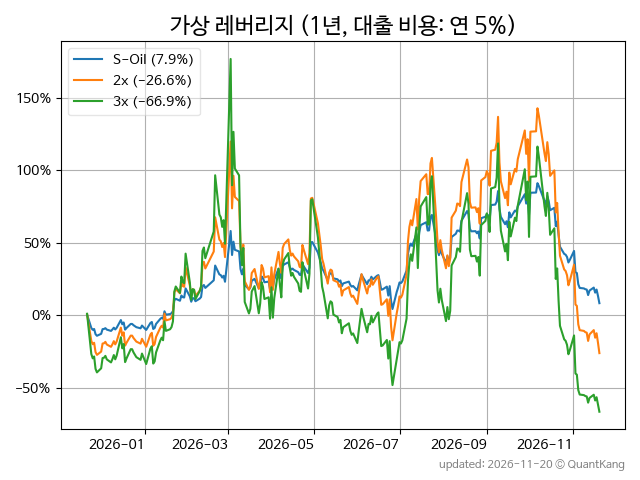 가상 레버리지 (1년, 대출 비용: 연 5%)
S-Oil (7.9%)
2x (−26.6%)
3x (−66.9%)
150%
100%
50%
0%
−50%
2026-01 2026-03 2026-05 2026-07 2026-09 2026-11
updated: 2026-11-20 © QuantKang